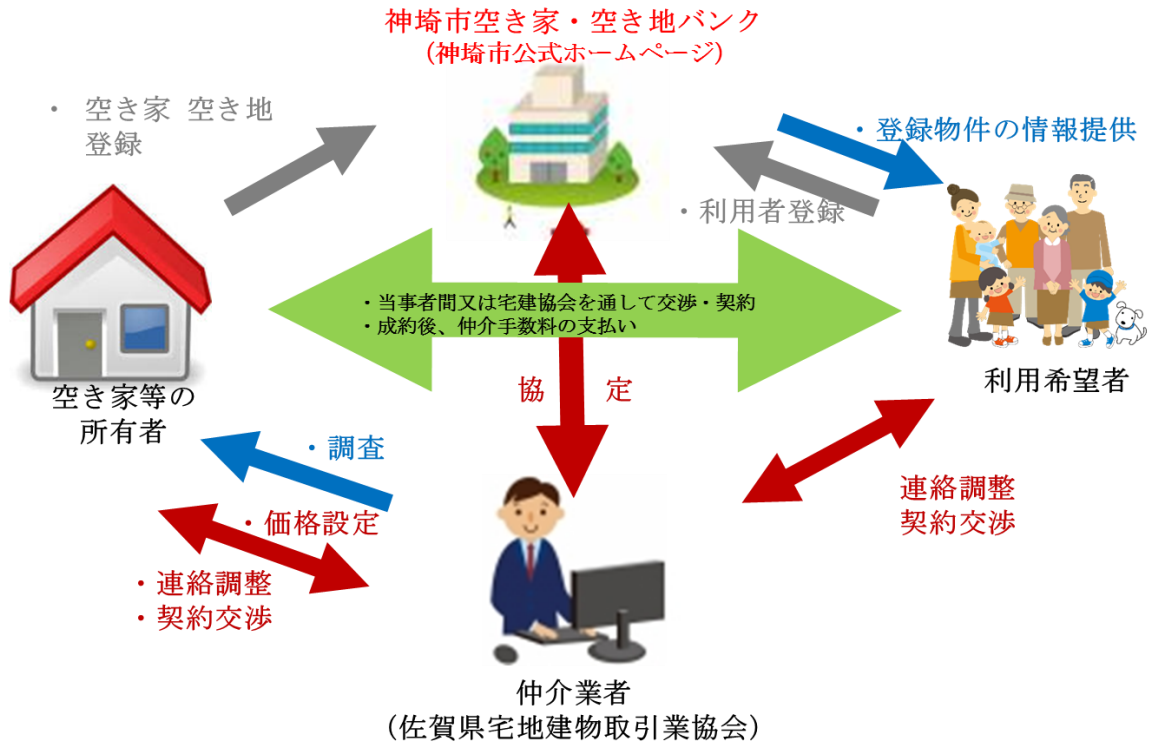 神埼市空き家・空き地バンク
（神埼市公式ホームページ）
・ 空き家 空き地
登録
・登録物件の情報提供
・利用者登録
・当事者間又は宅建協会を通して交渉・契約
・成約後、仲介手数料の支払い
協 定
空き家等の
所有者
利用希望者
・調査
・価格設定
・連絡調整
・契約交渉
連絡調整
契約交渉
仲介業者
（佐賀県宅地建物取引業協会）